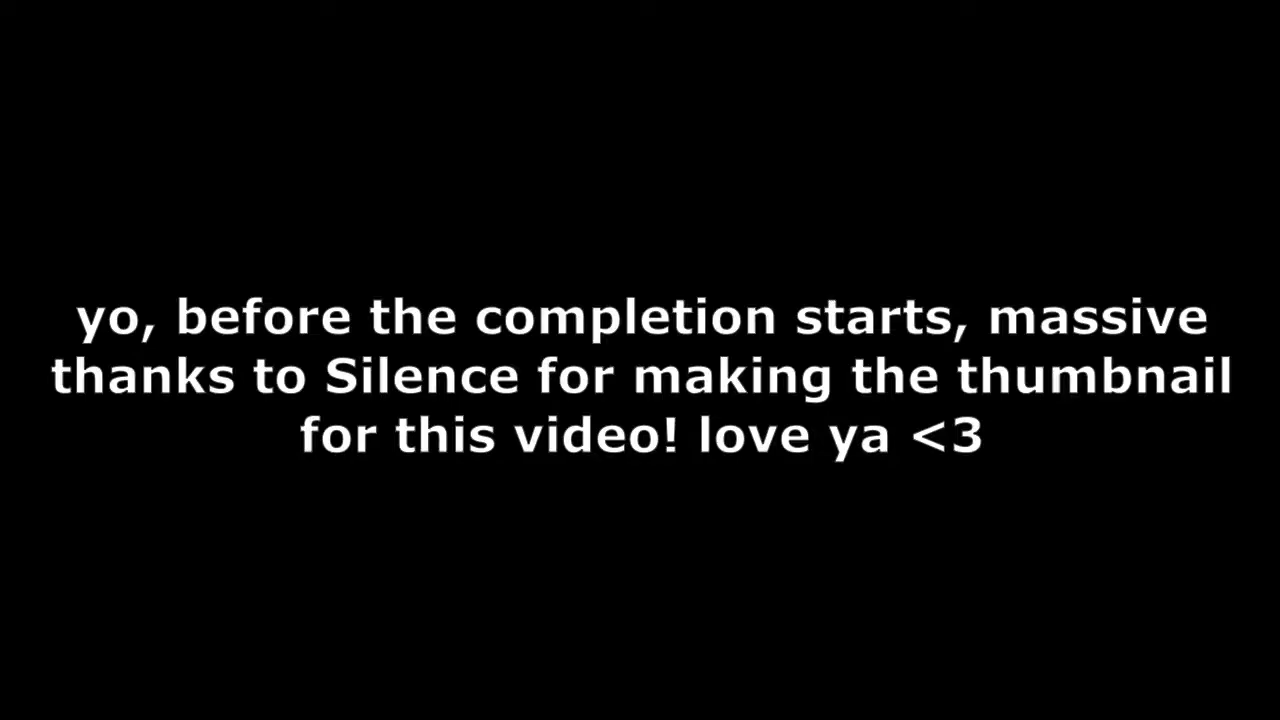 yo, before the completion starts, massive
thanks to Silence for making the thumbnail
for this video! love ya <3